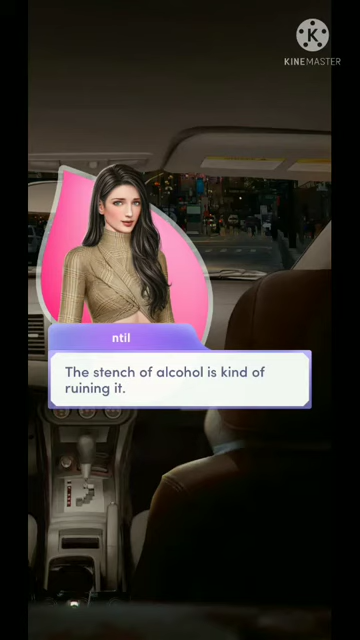 K
KINEMASTER
ntil
The stench of alcohol is kind of
ruining it.